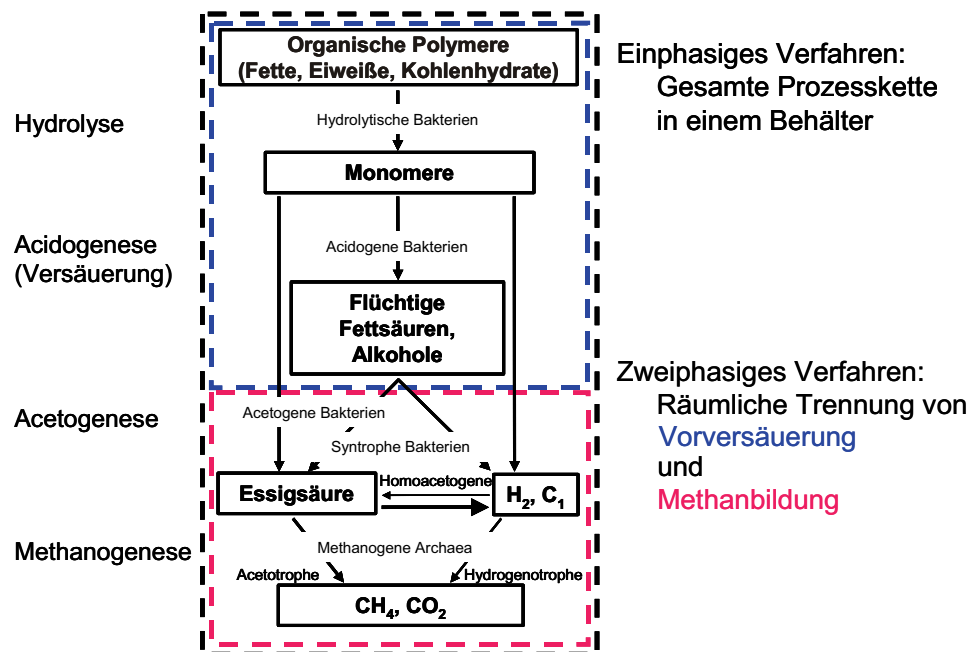 Organische Polymere
(Fette, Eiweiße, Kohlenhydrate)
Einphasiges Verfahren:
Gesamte Prozesskette
in einem Behälter
Hydrolyse
Hydrolytische Bakterien
Monomere
Acidogenese
(Versäuerung)
Acidogene Bakterien
Flüchtige
Fettsäuren,
Alkohole
Zweiphasiges Verfahren:
Räumliche Trennung von
Vorversäuerung
und
Methanbildung
Acetogenese
Acetogene Bakterien
Syntrophe Bakterien
Essigsäure
Homoacetogene
H₂, C₁
Methanogenese
Methanogene Archaea
Acetotrophe
Hydrogenotrophe
CH₄, CO₂